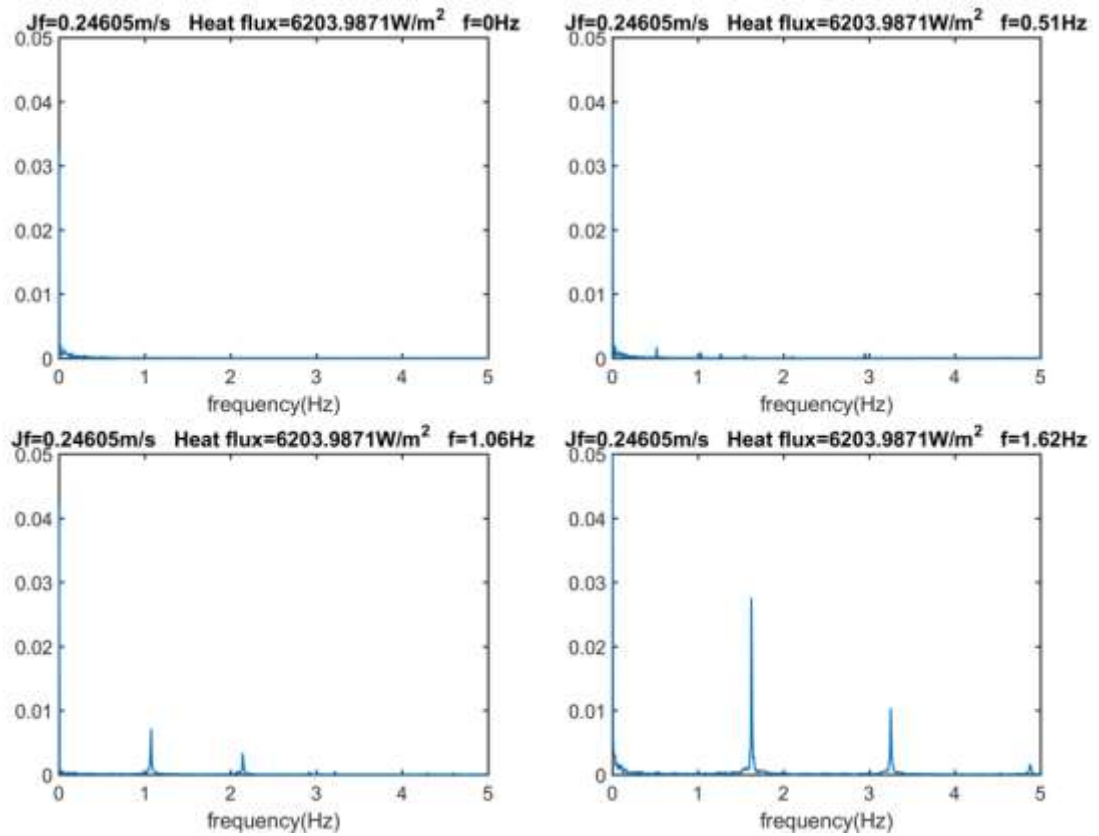 Jf=0.24605m/s Heat flux=6203.9871W/m² f=0Hz
0.05
0.04
0.03
0.02
0.01
0
0 1 2 3 4 5
frequency(Hz)
Jf=0.24605m/s Heat flux=6203.9871W/m² f=0.51Hz
0.05
0.04
0.03
0.02
0.01
0
0 1 2 3 4 5
frequency(Hz)
Jf=0.24605m/s Heat flux=6203.9871W/m² f=1.06Hz
0.05
0.04
0.03
0.02
0.01
0
0 1 2 3 4 5
frequency(Hz)
Jf=0.24605m/s Heat flux=6203.9871W/m² f=1.62Hz
0.05
0.04
0.03
0.02
0.01
0
0 1 2 3 4 5
frequency(Hz)